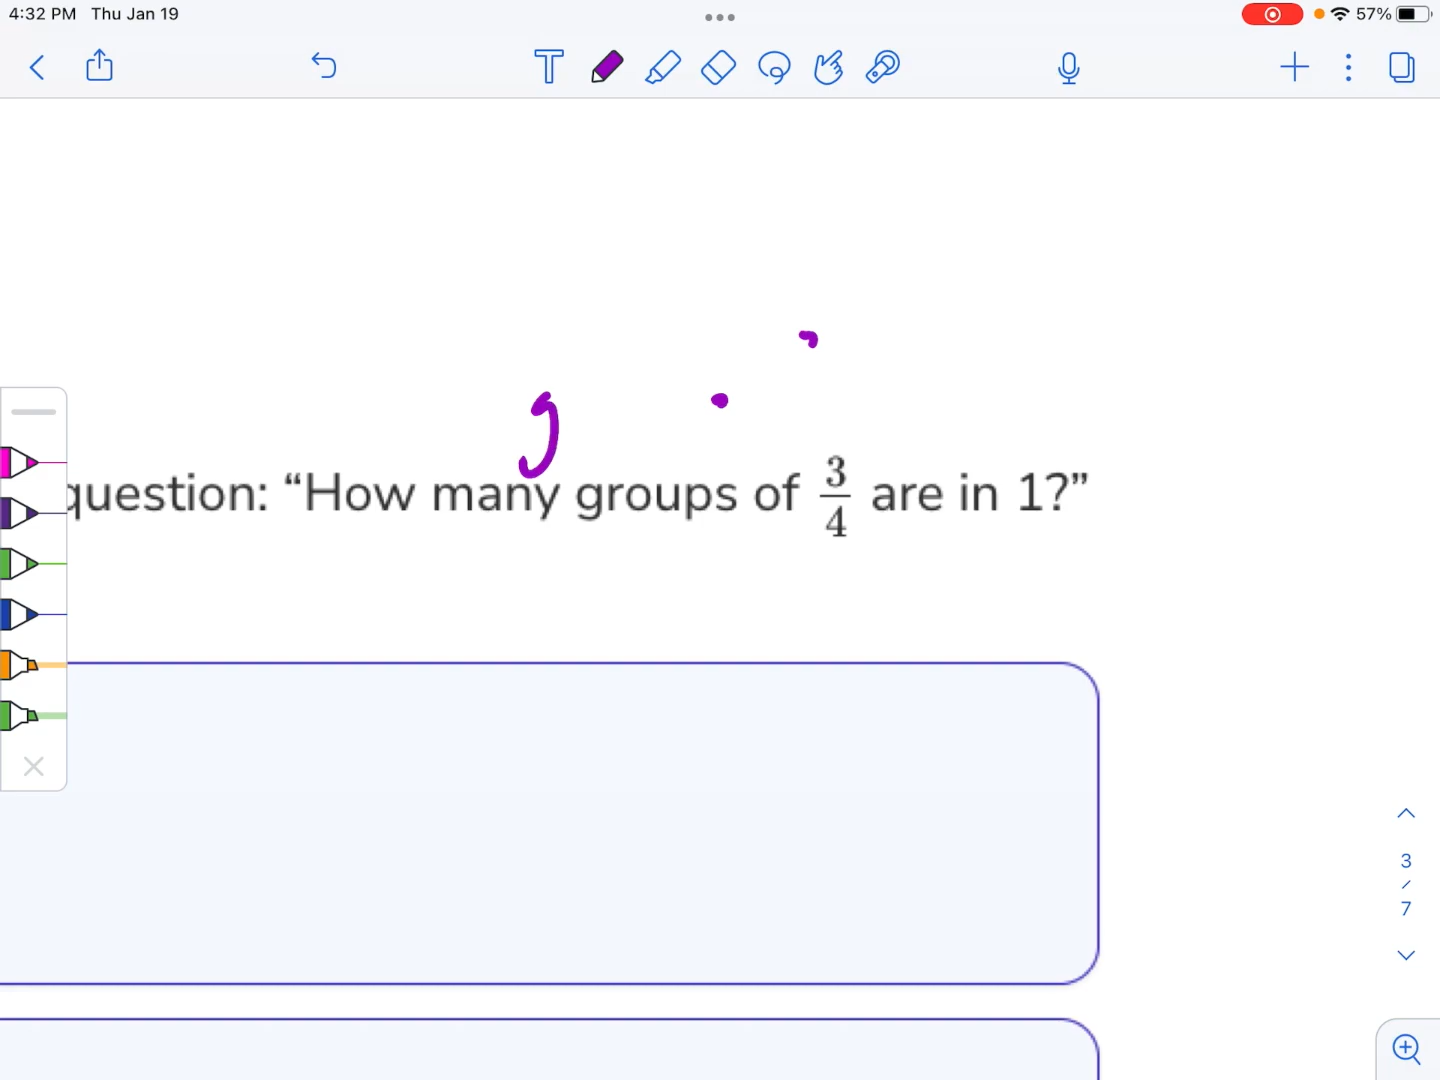 4:32 PM Thu Jan 19
57%
question: “How many groups of 3/4 are in 1?”
3
/
7